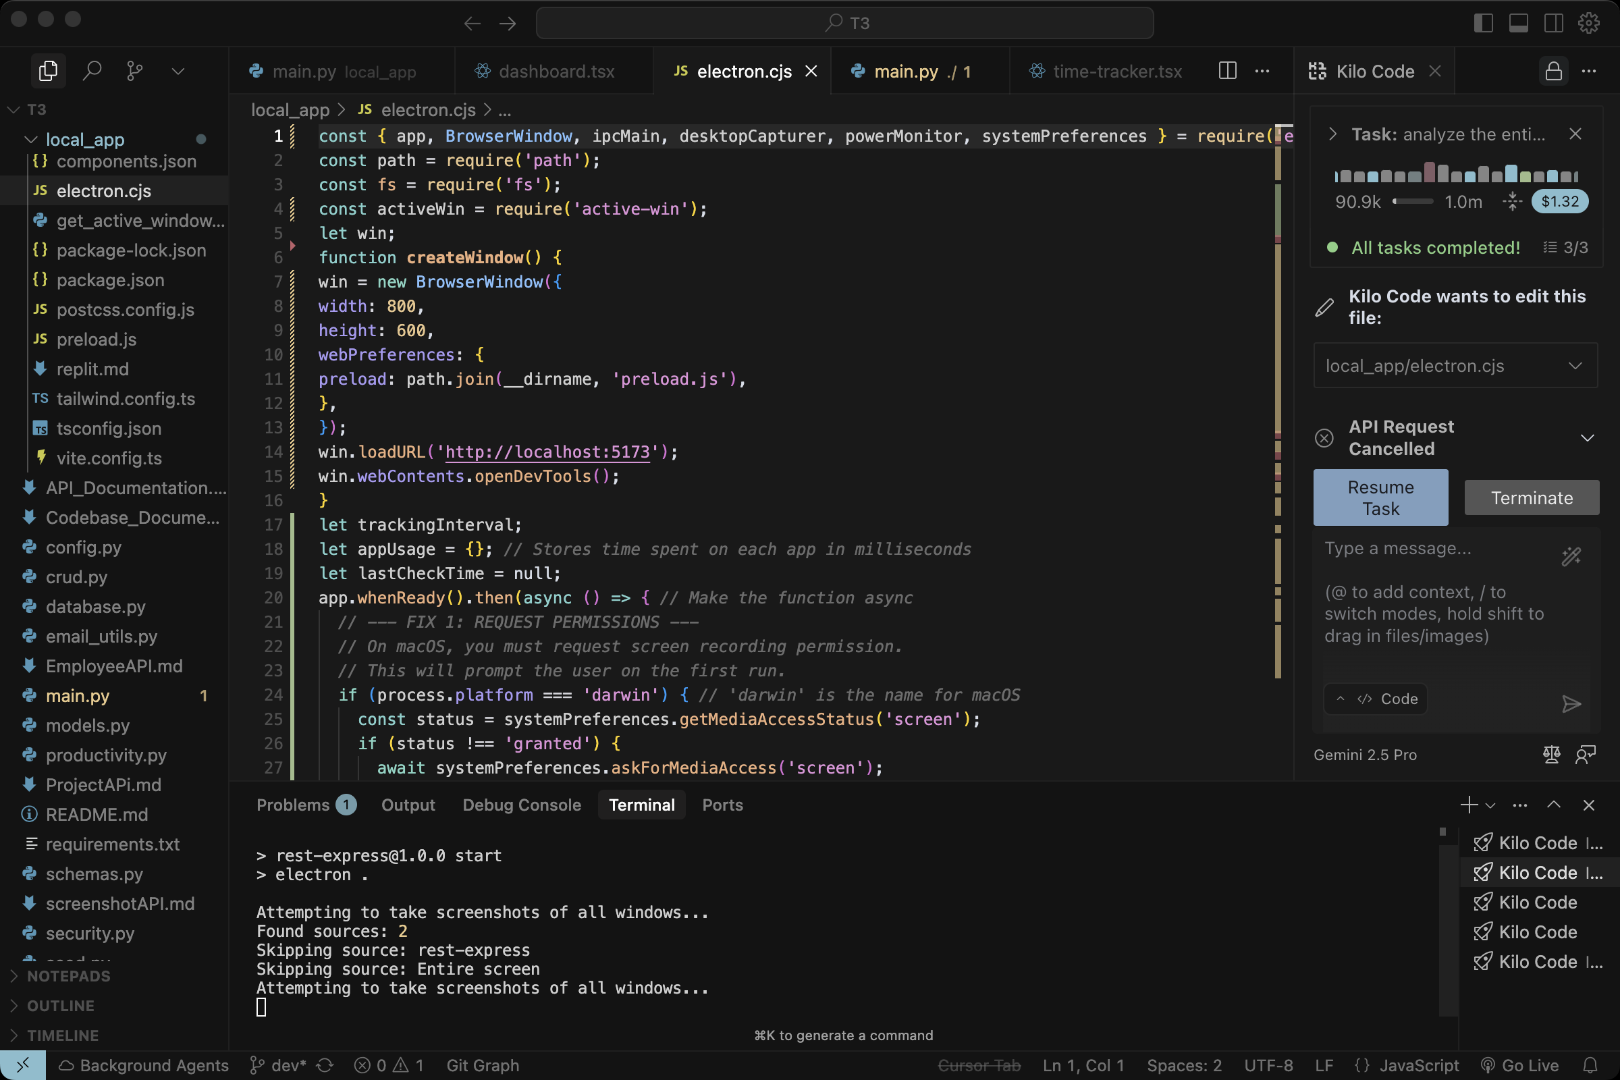 T3
main.py local_app
dashboard.tsx
JS electron.cjs
main.py ./ 1
time-tracker.tsx
Kilo Code
T3
local_app
{} components.json
JS electron.cjs
get_active_window...
{} package-lock.json
{} package.json
JS postcss.config.js
JS preload.js
replit.md
TS tailwind.config.ts
TS tsconfig.json
vite.config.ts
API_Documentation....
Codebase_Docume...
config.py
crud.py
database.py
email_utils.py
EmployeeAPI.md
main.py 1
models.py
productivity.py
ProjectAPi.md
README.md
requirements.txt
schemas.py
screenshotAPI.md
security.py
NOTEPADS
OUTLINE
TIMELINE
local_app > JS electron.cjs > ...
1 const { app, BrowserWindow, ipcMain, desktopCapturer, powerMonitor, systemPreferences } = require('e
2 const path = require('path');
3 const fs = require('fs');
4 const activeWin = require('active-win');
5 let win;
6 function createWindow() {
7 win = new BrowserWindow({
8 width: 800,
9 height: 600,
10 webPreferences: {
11 preload: path.join(__dirname, 'preload.js'),
12 },
13 });
14 win.loadURL('http://localhost:5173');
15 win.webContents.openDevTools();
16 }
17 let trackingInterval;
18 let appUsage = {}; // Stores time spent on each app in milliseconds
19 let lastCheckTime = null;
20 app.whenReady().then(async () => { // Make the function async
21 // --- FIX 1: REQUEST PERMISSIONS ---
22 // On macOS, you must request screen recording permission.
23 // This will prompt the user on the first run.
24 if (process.platform === 'darwin') { // 'darwin' is the name for macOS
25 const status = systemPreferences.getMediaAccessStatus('screen');
26 if (status !== 'granted') {
27 await systemPreferences.askForMediaAccess('screen');
Task: analyze the enti...
90.9k 1.0m $1.32
All tasks completed! 3/3
Kilo Code wants to edit this
file:
local_app/electron.cjs
API Request
Cancelled
Resume
Task
Terminate
Type a message...
(@ to add context, / to
switch modes, hold shift to
drag in files/images)
Code
Gemini 2.5 Pro
Problems 1 Output Debug Console Terminal Ports
> rest-express@1.0.0 start
> electron .
Attempting to take screenshots of all windows...
Found sources: 2
Skipping source: rest-express
Skipping source: Entire screen
Attempting to take screenshots of all windows...
⌘K to generate a command
Kilo Code I...
Kilo Code I...
Kilo Code
Kilo Code
Kilo Code I...
Background Agents dev* 0 1 Git Graph Cursor Tab Ln 1, Col 1 Spaces: 2 UTF-8 LF {} JavaScript Go Live